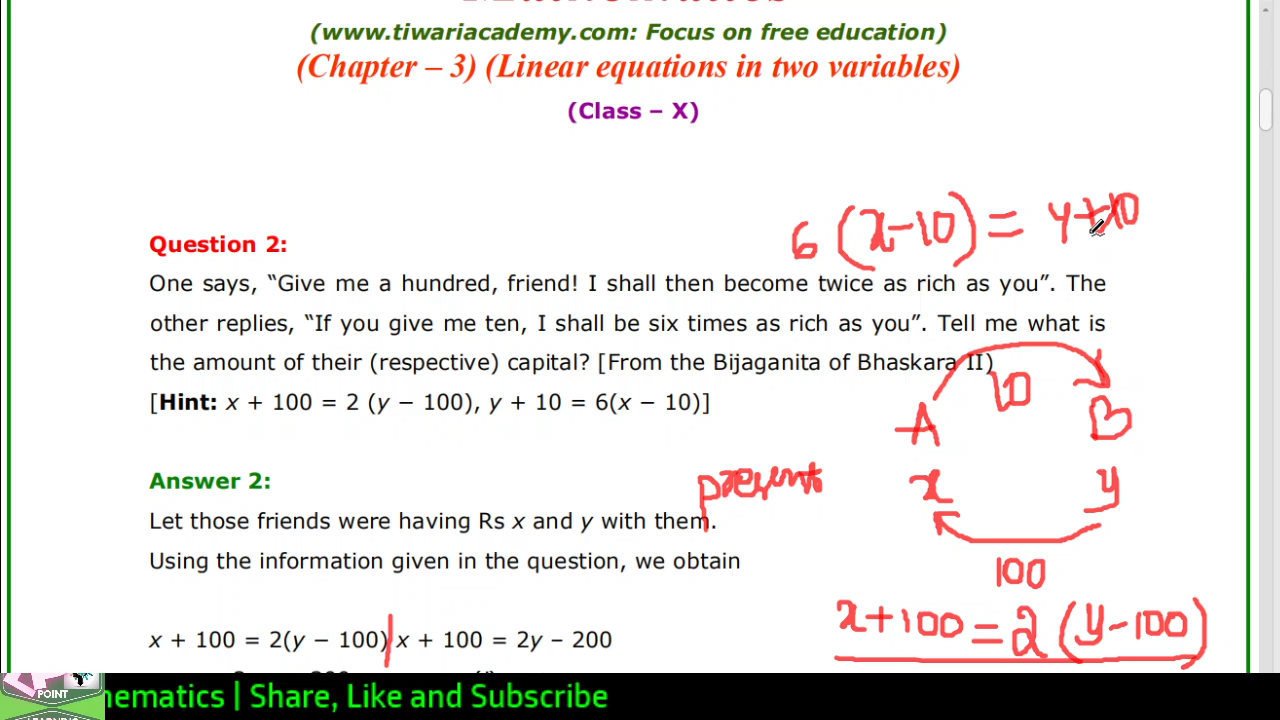 (www.tiwariacademy.com: Focus on free education)
(Chapter – 3) (Linear equations in two variables)
(Class – X)
6 (x-10) = y+10
Question 2:
One says, “Give me a hundred, friend! I shall then become twice as rich as you”. The
other replies, “If you give me ten, I shall be six times as rich as you”. Tell me what is
the amount of their (respective) capital? [From the Bijaganita of Bhaskara II)
[Hint: x + 100 = 2 (y − 100), y + 10 = 6(x − 10)]
10
A B
Answer 2:
present x y
Let those friends were having Rs x and y with them.
Using the information given in the question, we obtain
100
x+100 = 2 (y-100)
x + 100 = 2(y − 100) x + 100 = 2y – 200
POINT
hematics | Share, Like and Subscribe